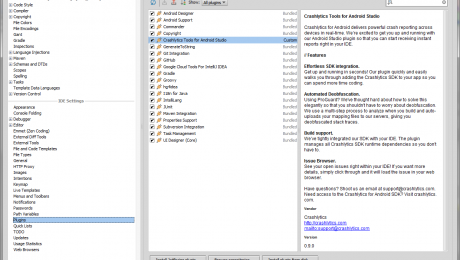 Code Style
Copyright
File Colors
Gradle
Gist
GitHub
Inspections
Language Injections
Maven
Schemas and DTDs
Scopes
Spelling
Tasks
Template Data Languages
Version Control
IDE Settings
Appearance
Console Folding
Debugger
Editor
Emmet (Zen Coding)
External Diff Tools
External Tools
File and Code Templates
File Types
General
HTTP Proxy
Images
Intentions
Keymap
Live Templates
Menus and Toolbars
Notifications
Passwords
Path Variables
Plugins
Quick Lists
TODO
Updates
Usage Statistics
Web Browsers
Show: All plugins
Android Designer Bundled
Android Support Bundled
Commander Bundled
Copyright Bundled
Crashlytics Tools for Android Studio Custom
GenerateToString Bundled
Git Integration Bundled
GitHub Bundled
Google Cloud Tools For IntelliJ IDEA Bundled
Gradle Bundled
Groovy Bundled
hg4idea Bundled
I18n for Java Bundled
IntelliLang Bundled
JUnit Bundled
Maven Integration Bundled
Properties Support Bundled
Subversion Integration Bundled
Task Management Bundled
UI Designer (Core) Bundled
Crashlytics Tools for Android Studio
Crashlytics for Android delivers powerful crash reporting across
devices in real-time. We're excited to get you up and running with
our Android Studio plugin so that you can start receiving instant
reports right in your IDE.
// Features
Effortless SDK integration.
Get up and running in seconds! Our plugin quickly and easily
walks you through adding the Crashlytics SDK to your app so you
can spend more time coding.
Automated Deobfuscation.
Using ProGuard? We've thought hard about how to solve this
elegantly so that you shouldn't have to worry about deobfuscation.
We use a multi-step process to analyze when you build and auto-
upload your mapping files to our servers, giving you
deobfuscated stack traces.
Build support.
We've tightly integrated our SDK with your IDE. The plugin
manages all Crashlytics SDK runtime dependencies so you don't
have to.
Issue Browser.
See your open issues right within your IDE! If you want more
details, simply click through and it will load the issue in your web
browser
Have questions? Shoot us an email at support@crashlytics.com.
Need access to the Crashlytics for Android SDK? Visit crashlytics.
com.
Vendor
Crashlytics
http://crashlytics.com
mailto:support@crashlytics.com
Version
0.9.0